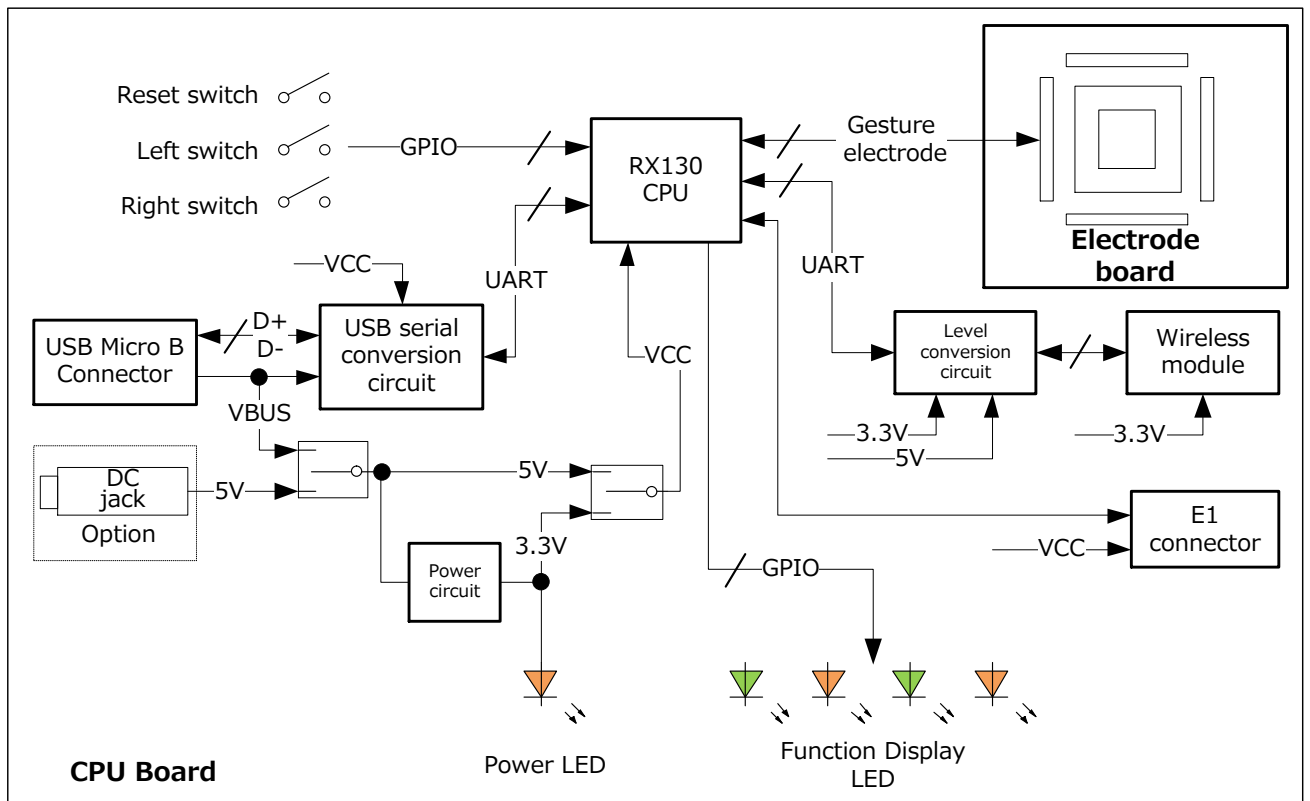 Reset switch
Left switch
Right switch
GPIO
RX130
CPU
Gesture
electrode
Electrode
board
VCC
UART
UART
USB Micro B
Connector
D+
D-
USB serial
conversion
circuit
VCC
Level
conversion
circuit
Wireless
module
VBUS
3.3V
5V
3.3V
DC
jack
Option
5V
5V
3.3V
E1
connector
VCC
Power
circuit
GPIO
Power LED
Function Display
LED
CPU Board